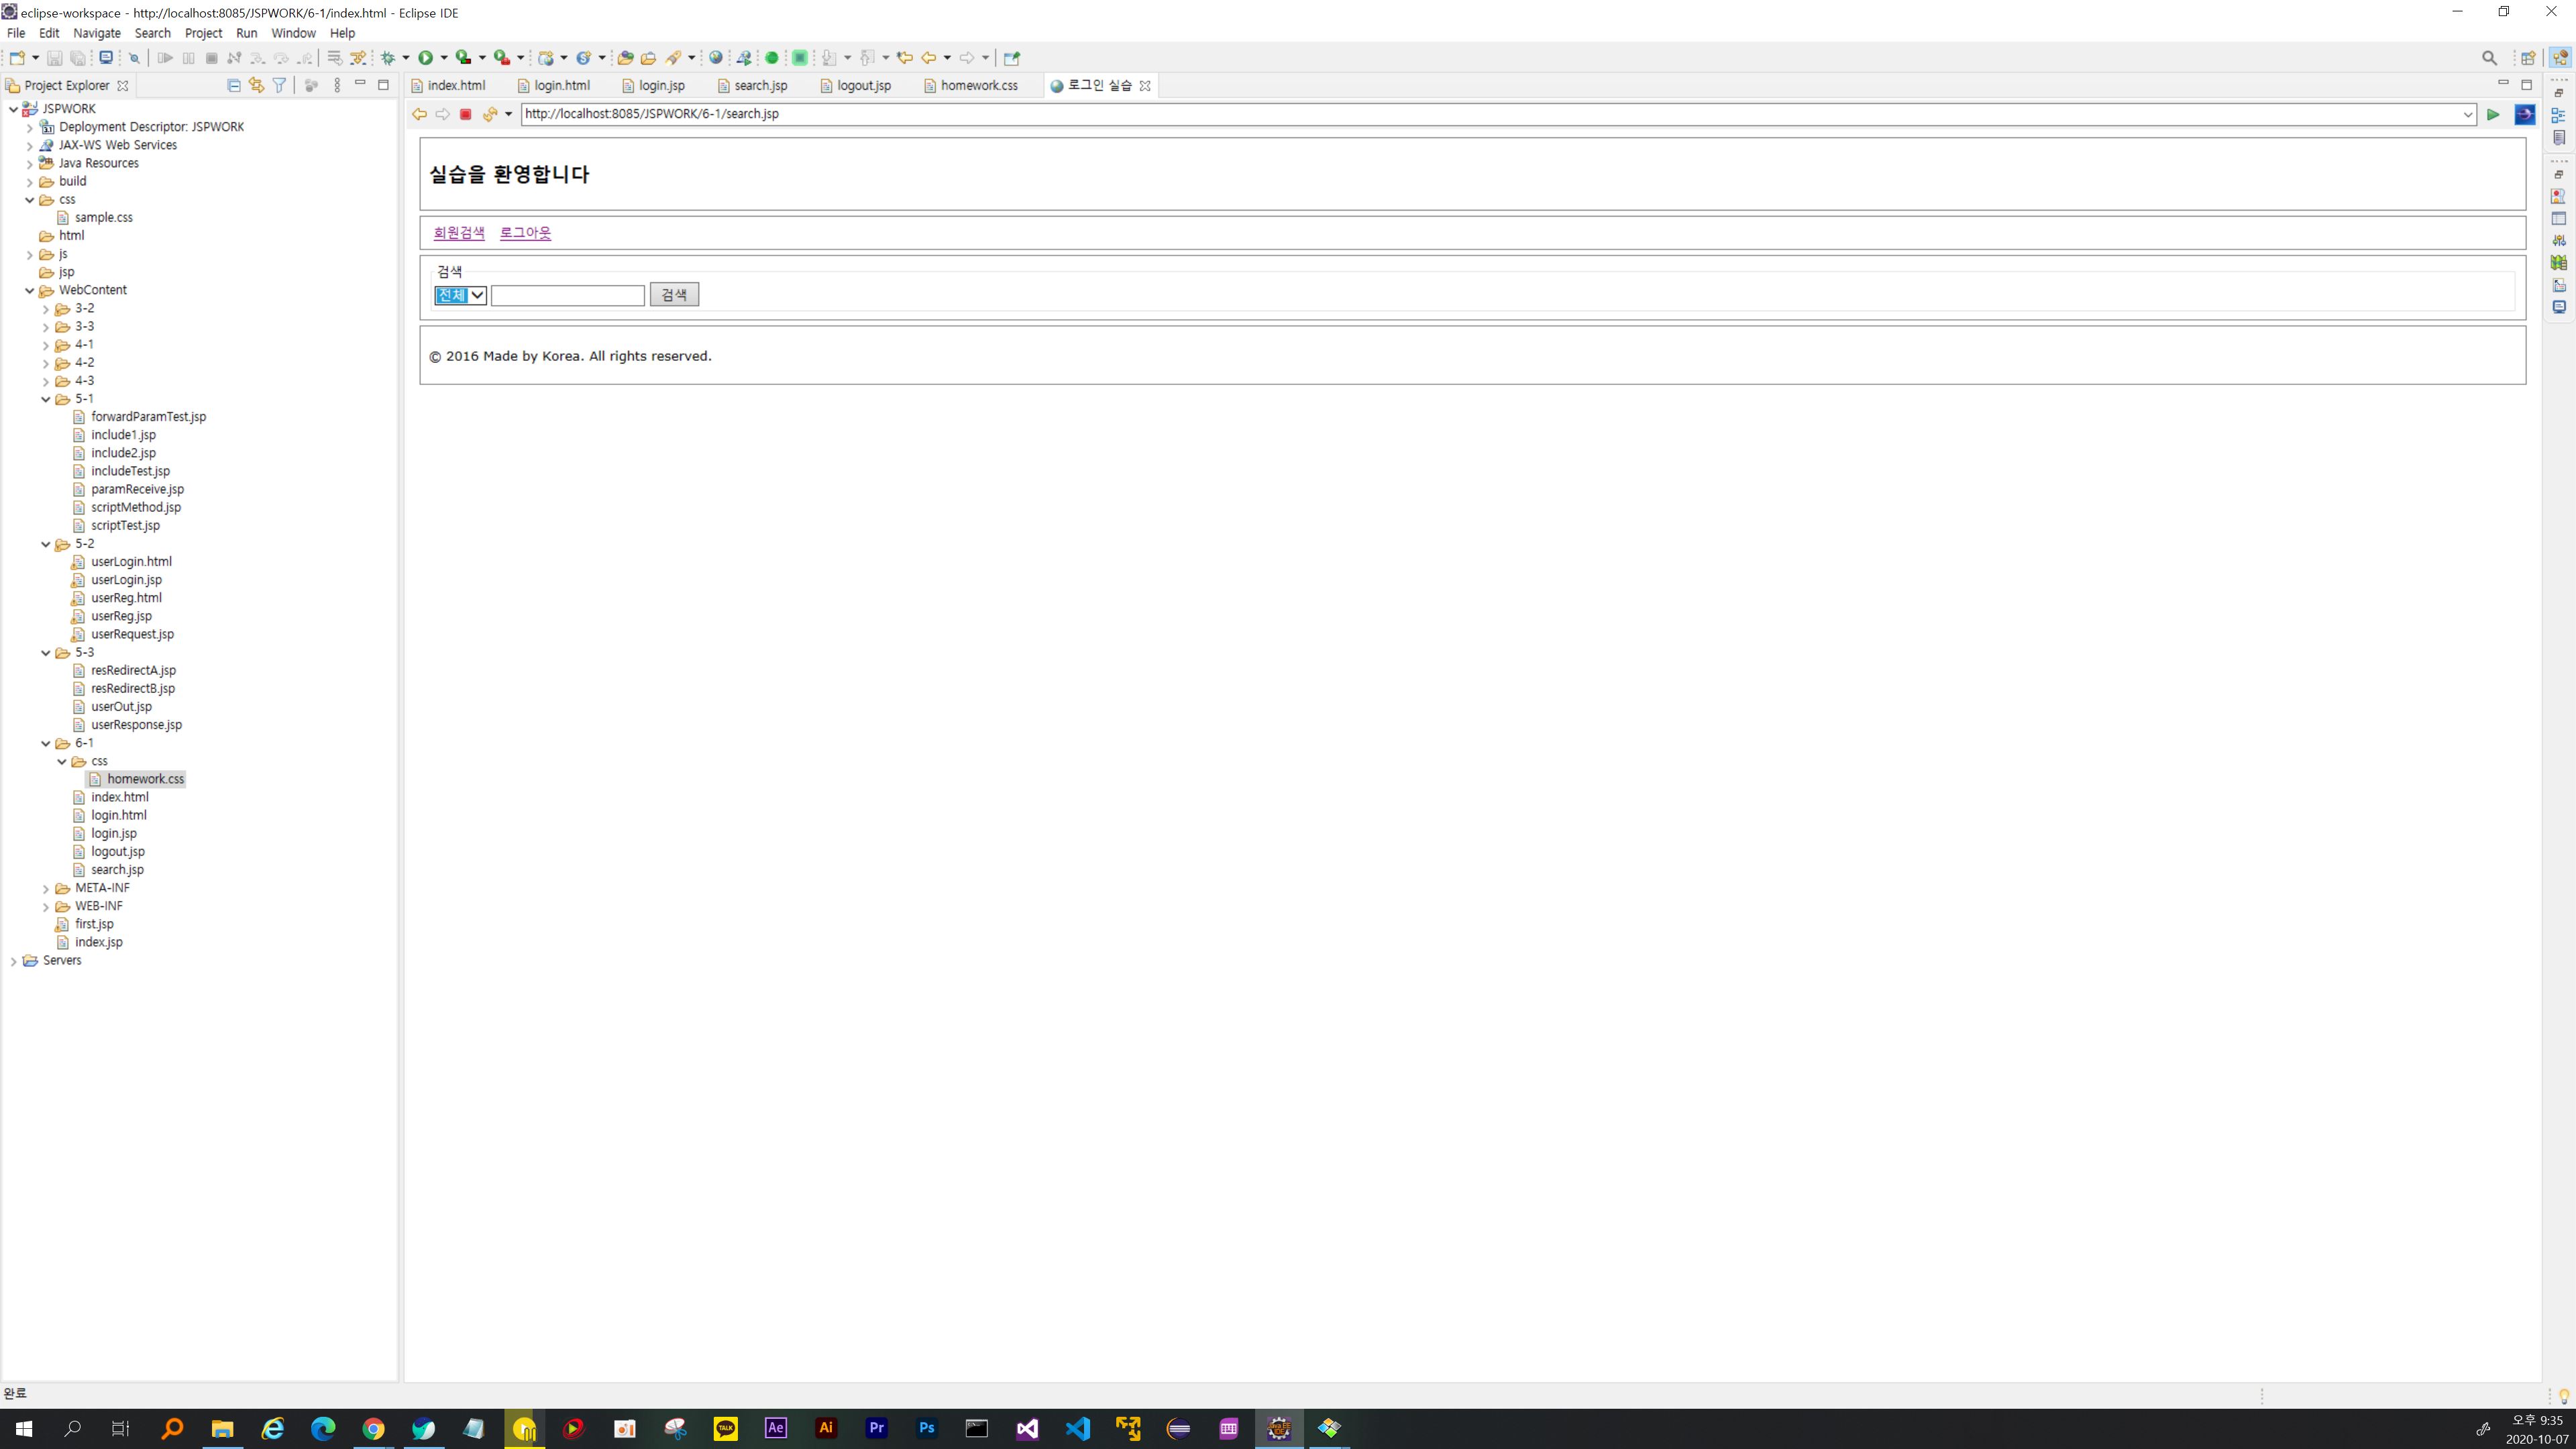 eclipse-workspace - http://localhost:8085/JSPWORK/6-1/index.html - Eclipse IDE
File Edit Navigate Search Project Run Window Help
Project Explorer
JSPWORK
Deployment Descriptor: JSPWORK
JAX-WS Web Services
Java Resources
build
css
sample.css
html
js
jsp
WebContent
3-2
3-3
4-1
4-2
4-3
5-1
forwardParamTest.jsp
include1.jsp
include2.jsp
includeTest.jsp
paramReceive.jsp
scriptMethod.jsp
scriptTest.jsp
5-2
userLogin.html
userLogin.jsp
userReg.html
userReg.jsp
userRequest.jsp
5-3
resRedirectA.jsp
resRedirectB.jsp
userOut.jsp
userResponse.jsp
6-1
css
homework.css
index.html
login.html
login.jsp
logout.jsp
search.jsp
META-INF
WEB-INF
first.jsp
index.jsp
Servers
index.html login.html login.jsp search.jsp logout.jsp homework.css 로그인 실습
http://localhost:8085/JSPWORK/6-1/search.jsp
실습을 환영합니다
회원검색 로그아웃
검색
전체 검색
© 2016 Made by Korea. All rights reserved.
완료
TALK Ae Ai Pr Ps
오후 9:35
2020-10-07